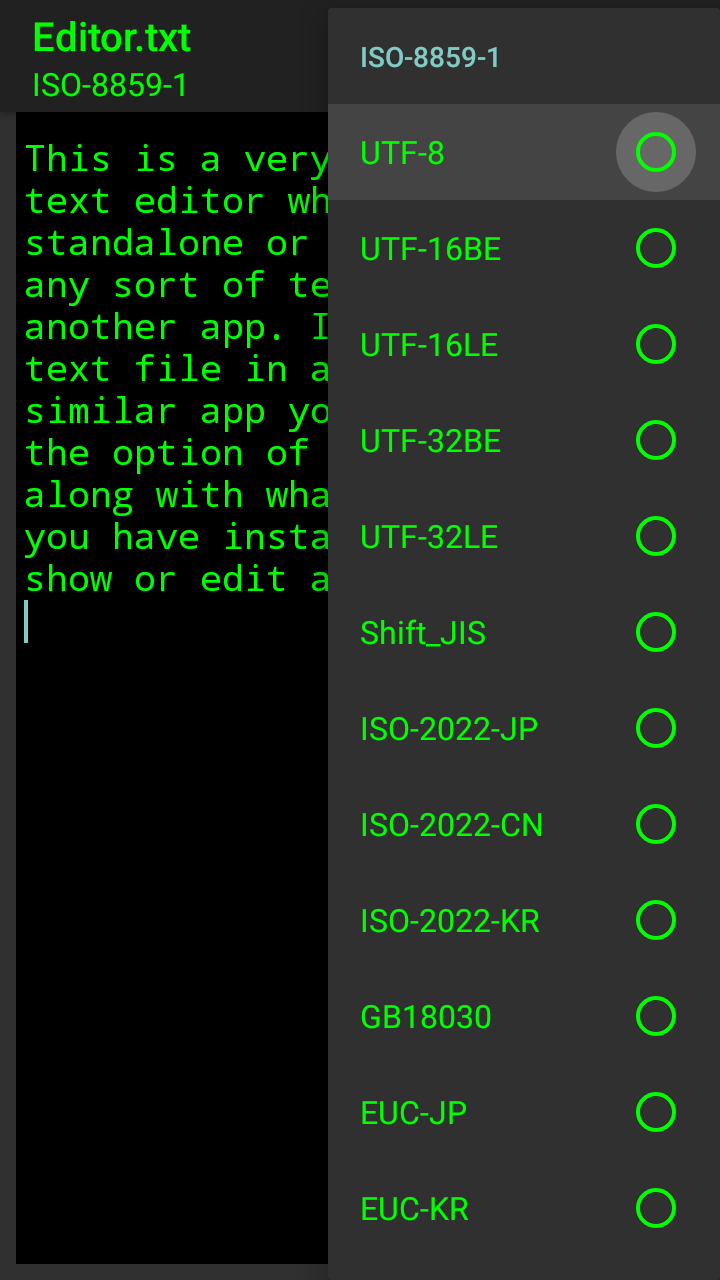 Editor.txt
ISO-8859-1
This is a very
text editor wh
standalone or
any sort of te
another app. I
text file in a
similar app yo
the option of
along with wha
you have insta
show or edit a
ISO-8859-1
UTF-8
UTF-16BE
UTF-16LE
UTF-32BE
UTF-32LE
Shift_JIS
ISO-2022-JP
ISO-2022-CN
ISO-2022-KR
GB18030
EUC-JP
EUC-KR